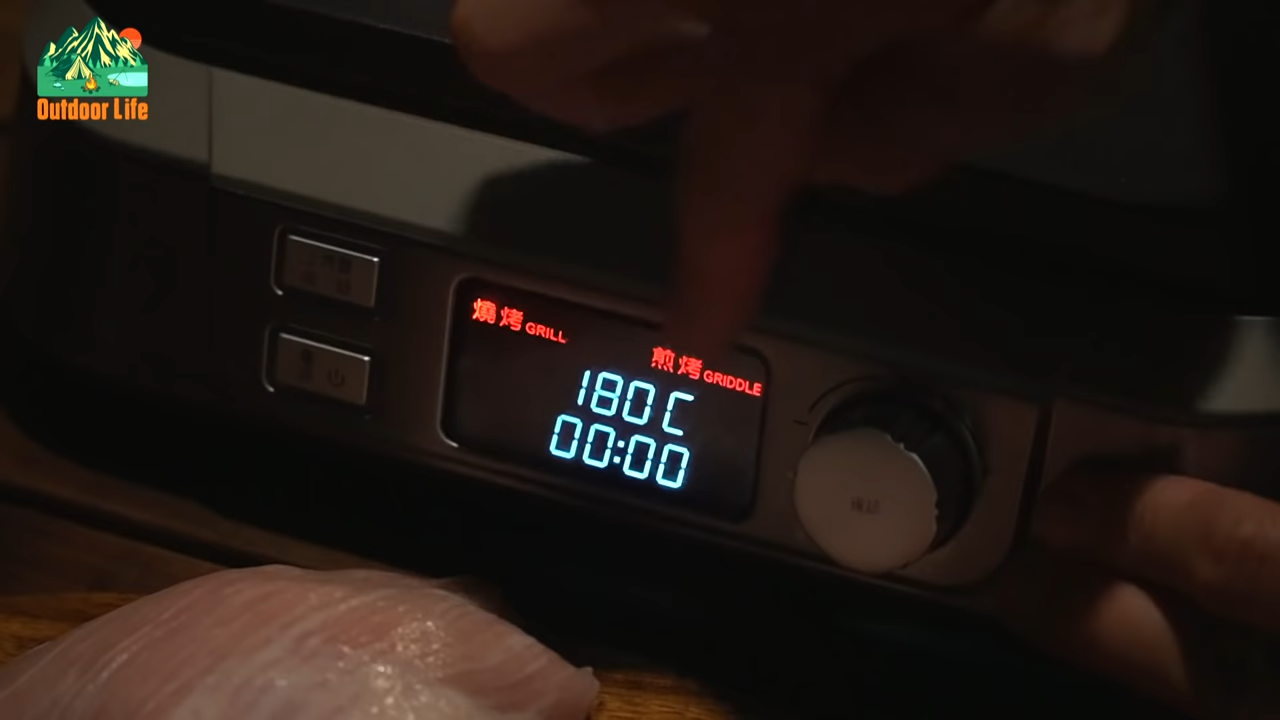 Outdoor Life
燒烤 GRILL
煎烤 GRIDDLE
180 C
00:00